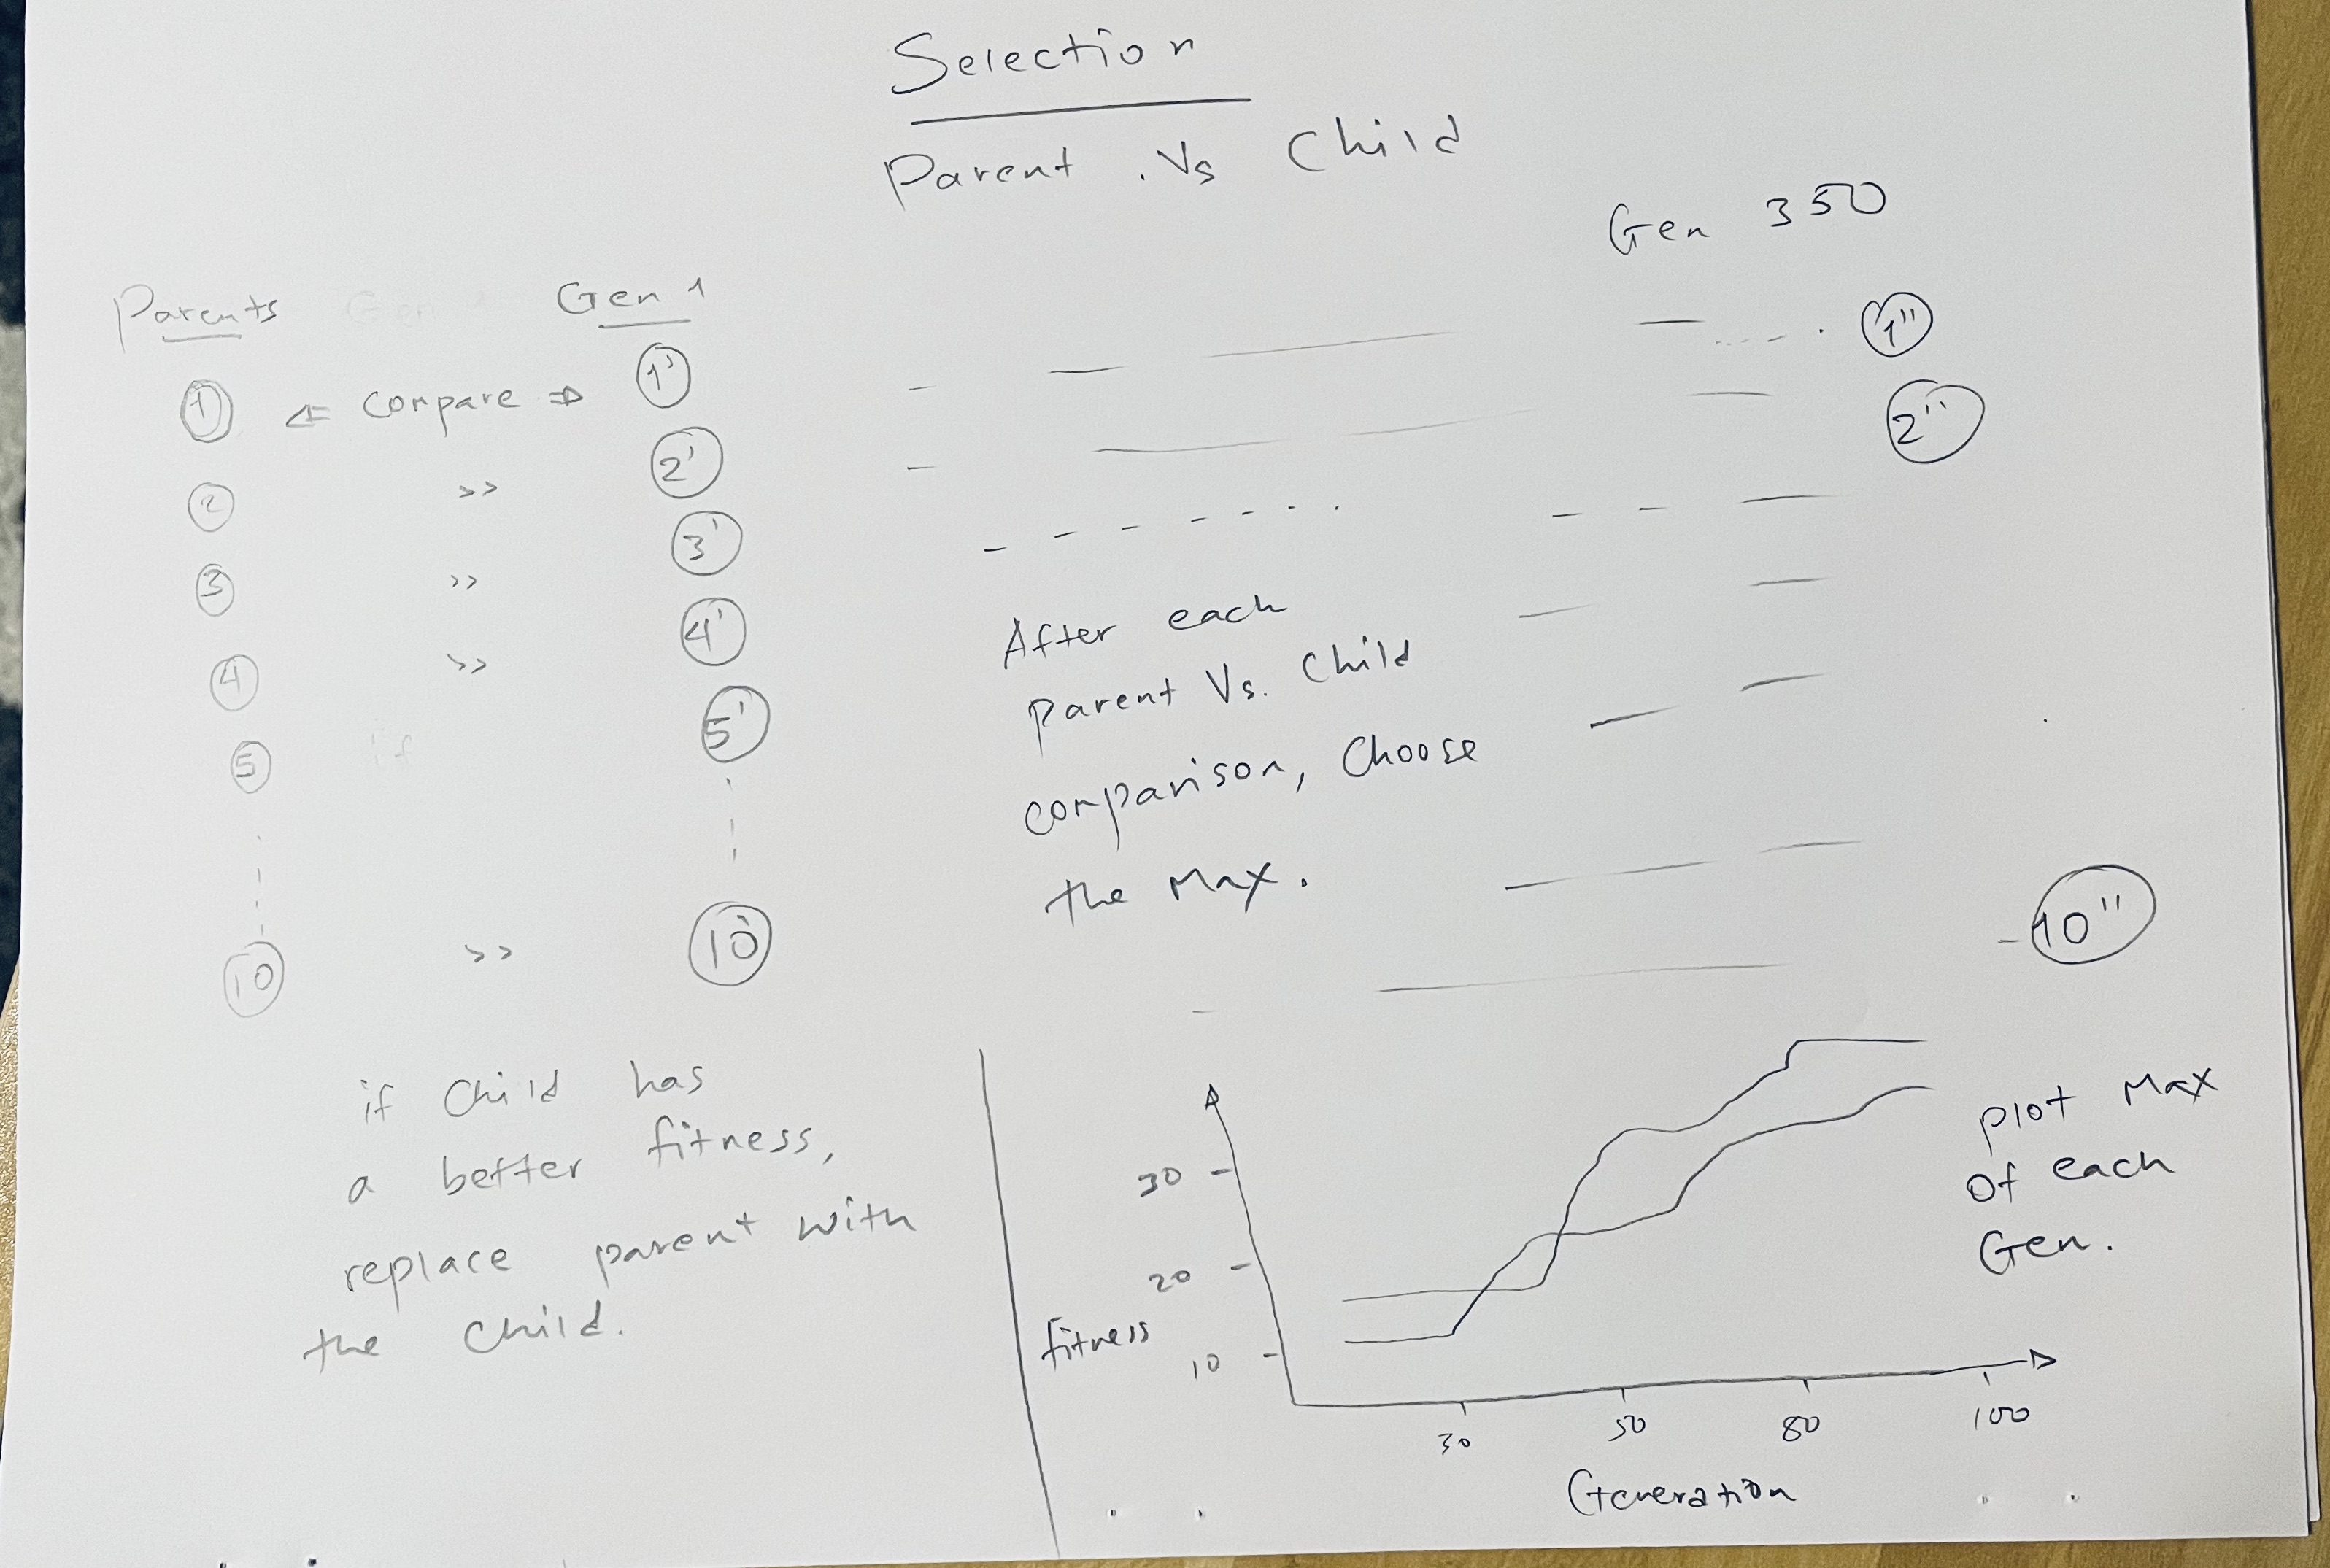 Selection
Parent . Vs Child
Gen 350
Parents Gen 1
1 compare 1'
2 >> 2'
3 >> 3'
4 >> 4'
5 5'
10 >> 10'
1''
2''
10''
After each
parent Vs. Child
comparison, Choose
the Max.
if Child has
a better fitness,
replace parent with
the Child.
30
20
10
fitness
30 50 80 100
Generation
plot Max
of each
Gen.